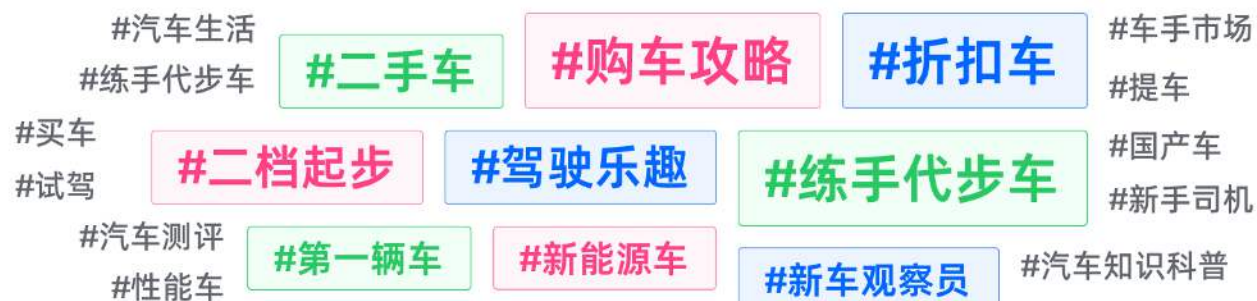 #汽车生活
#练手代步车
#二手车
#购车攻略
#折扣车
#车手市场
#提车
#买车
#试驾
#二档起步
#驾驶乐趣
#练手代步车
#国产车
#新手司机
#汽车测评
#性能车
#第一辆车
#新能源车
#新车观察员
#汽车知识科普